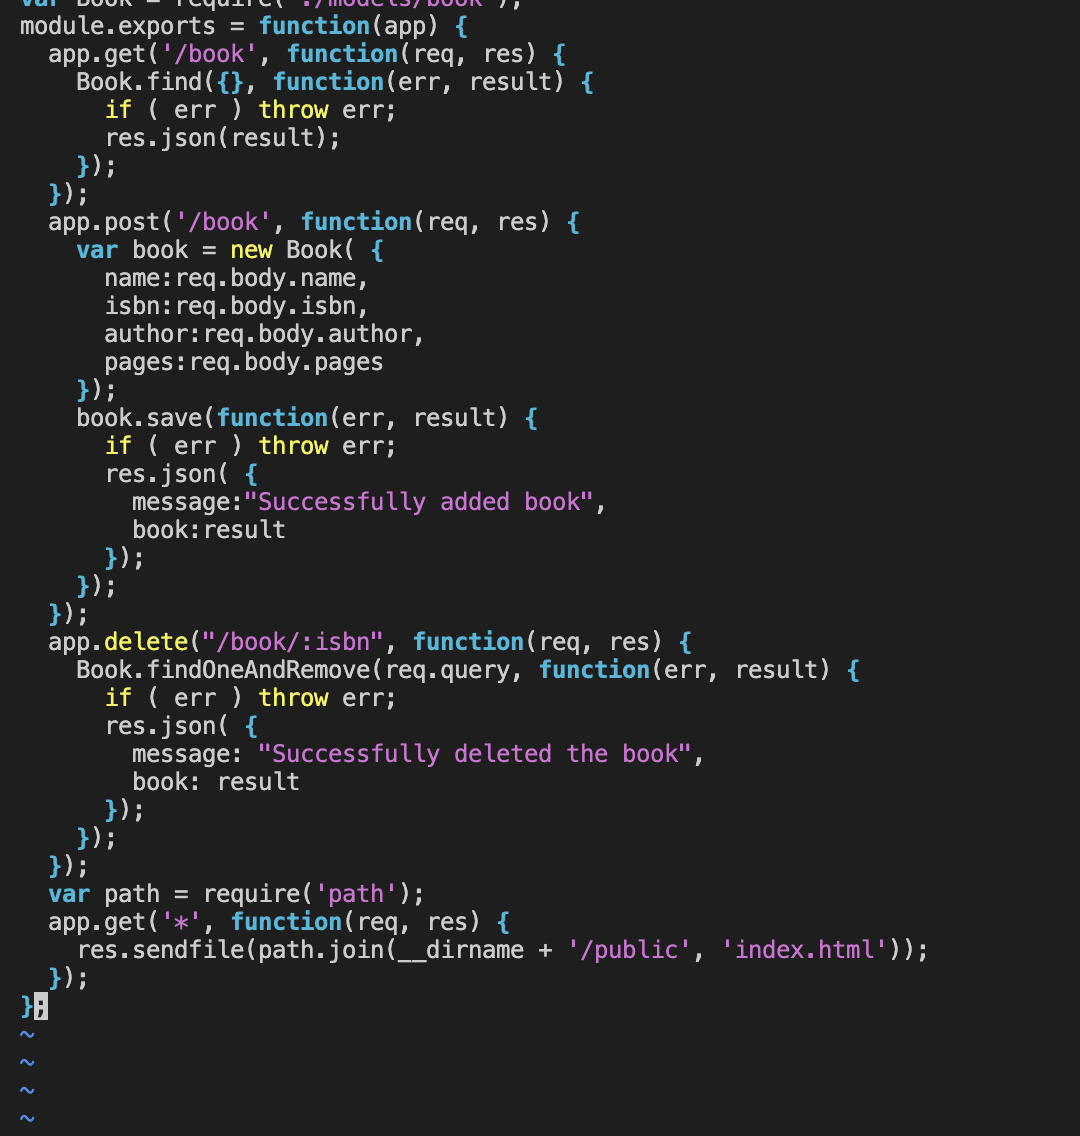 var Book = require('./models/book');
module.exports = function(app) {
  app.get('/book', function(req, res) {
    Book.find({}, function(err, result) {
      if ( err ) throw err;
      res.json(result);
    });
  });
  app.post('/book', function(req, res) {
    var book = new Book( {
      name:req.body.name,
      isbn:req.body.isbn,
      author:req.body.author,
      pages:req.body.pages
    });
    book.save(function(err, result) {
      if ( err ) throw err;
      res.json( {
        message:"Successfully added book",
        book:result
      });
    });
  });
  app.delete("/book/:isbn", function(req, res) {
    Book.findOneAndRemove(req.query, function(err, result) {
      if ( err ) throw err;
      res.json( {
        message: "Successfully deleted the book",
        book: result
      });
    });
  });
  var path = require('path');
  app.get('*', function(req, res) {
    res.sendfile(path.join(__dirname + '/public', 'index.html'));
  });
};
~
~
~
~